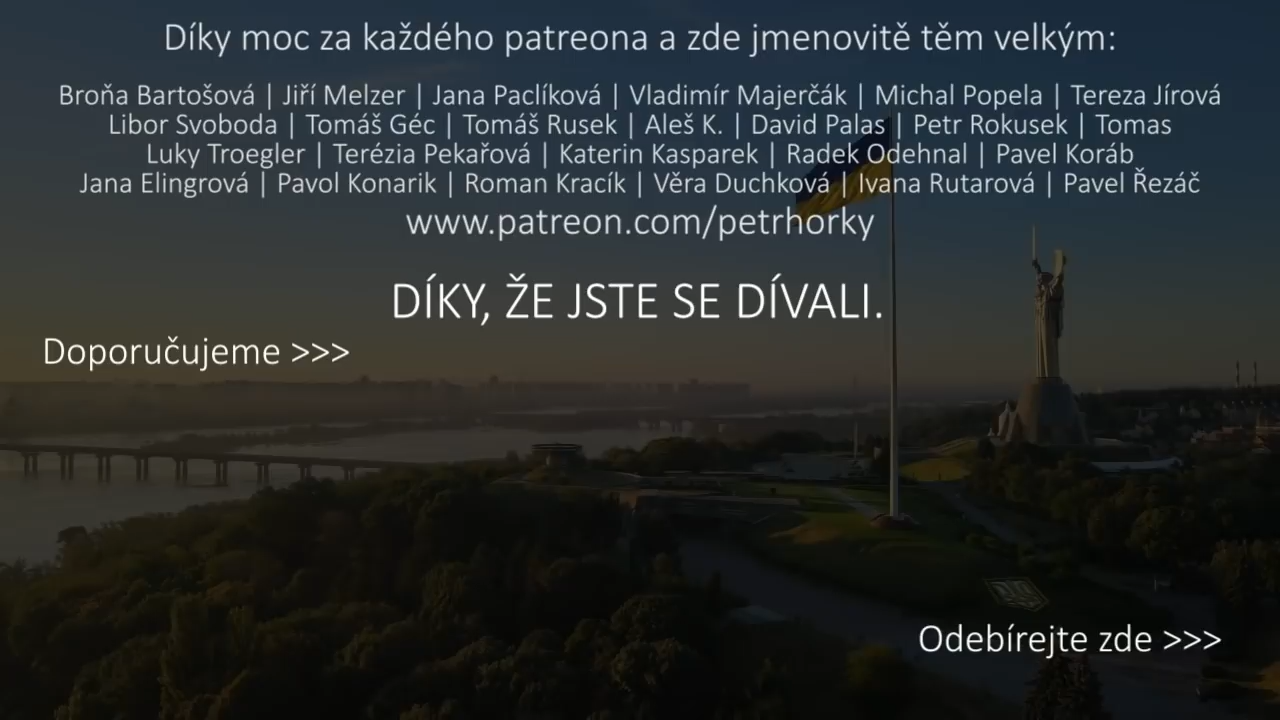 Díky moc za každého patreona a zde jmenovitě těm velkým:
Broňa Bartošová | Jiří Melzer | Jana Paclíková | Vladimír Majerčák | Michal Popela | Tereza Jírová
Libor Svoboda | Tomáš Géc | Tomáš Rusek | Aleš K. | David Palas | Petr Rokusek | Tomas
Luky Troegler | Terézia Pekařová | Katerin Kasparek | Radek Odehnal | Pavel Koráb
Jana Elingrová | Pavol Konarik | Roman Kracík | Věra Duchková | Ivana Rutarová | Pavel Řezáč
www.patreon.com/petrhorky
DÍKY, ŽE JSTE SE DÍVALI.
Doporučujeme >>>
Odebírejte zde >>>